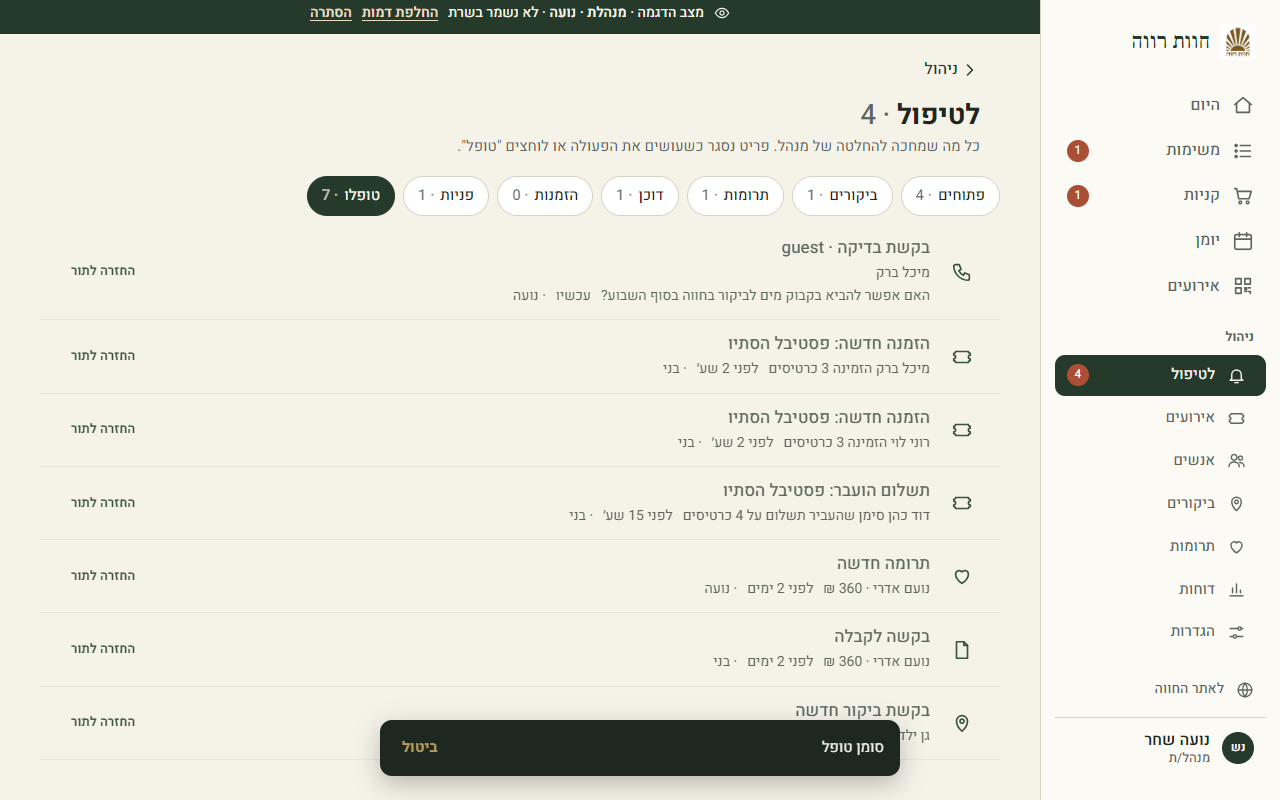 מצב הדגמה · מנהלת · נועה · לא נשמר בשרת החלפת דמות הסתרה
חוות רווה
היום
משימות 1
קניות 1
יומן
אירועים
ניהול
לטיפול 4
אירועים
אנשים
ביקורים
תרומות
דוחות
הגדרות
לאתר החווה
נש נועה שחר
מנהל/ת
ניהול
לטיפול · 4
כל מה שמחכה להחלטה של מנהל. פריט נסגר כשעושים את הפעולה או לוחצים "טופל".
פתוחים · 4 ביקורים · 1 תרומות · 1 דוכן · 1 הזמנות · 0 פניות · 1 טופלו · 7
בקשת בדיקה · guest
מיכל ברק
האם אפשר להביא בקבוק מים לביקור בחווה בסוף השבוע? עכשיו · נועה
החזרה לתור
הזמנה חדשה: פסטיבל הסתיו
מיכל ברק הזמינה 3 כרטיסים לפני 2 שע׳ · בני
החזרה לתור
הזמנה חדשה: פסטיבל הסתיו
רוני לוי הזמינה 3 כרטיסים לפני 2 שע׳ · בני
החזרה לתור
תשלום הועבר: פסטיבל הסתיו
דוד כהן סימן שהעביר תשלום על 4 כרטיסים לפני 15 שע׳ · בני
החזרה לתור
תרומה חדשה
נועם אדרי · 360 ₪ לפני 2 ימים · נועה
החזרה לתור
בקשה לקבלה
נועם אדרי · 360 ₪ לפני 2 ימים · בני
החזרה לתור
בקשת ביקור חדשה
גן ילד
החזרה לתור
סומן טופל ביטול